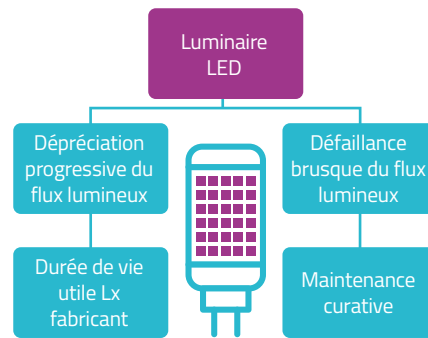 Luminaire
LED
Dépréciation
progressive du
flux lumineux
Défaillance
brusque du flux
lumineux
Durée de vie
utile Lx
fabricant
Maintenance
curative